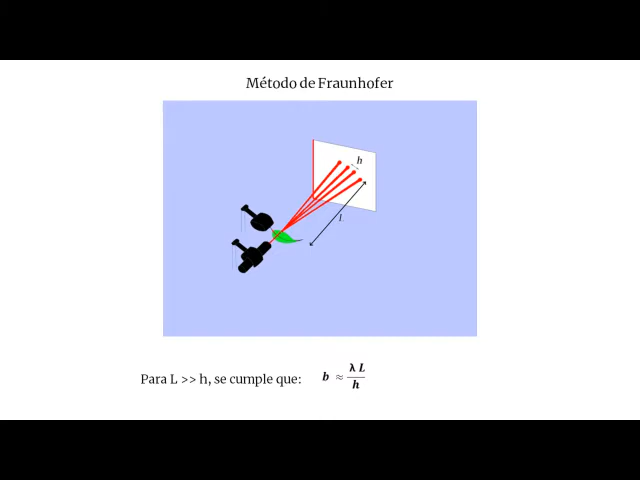 Método de Fraunhofer
h
l
Para L >> h, se cumple que: b ≈ λ L / h